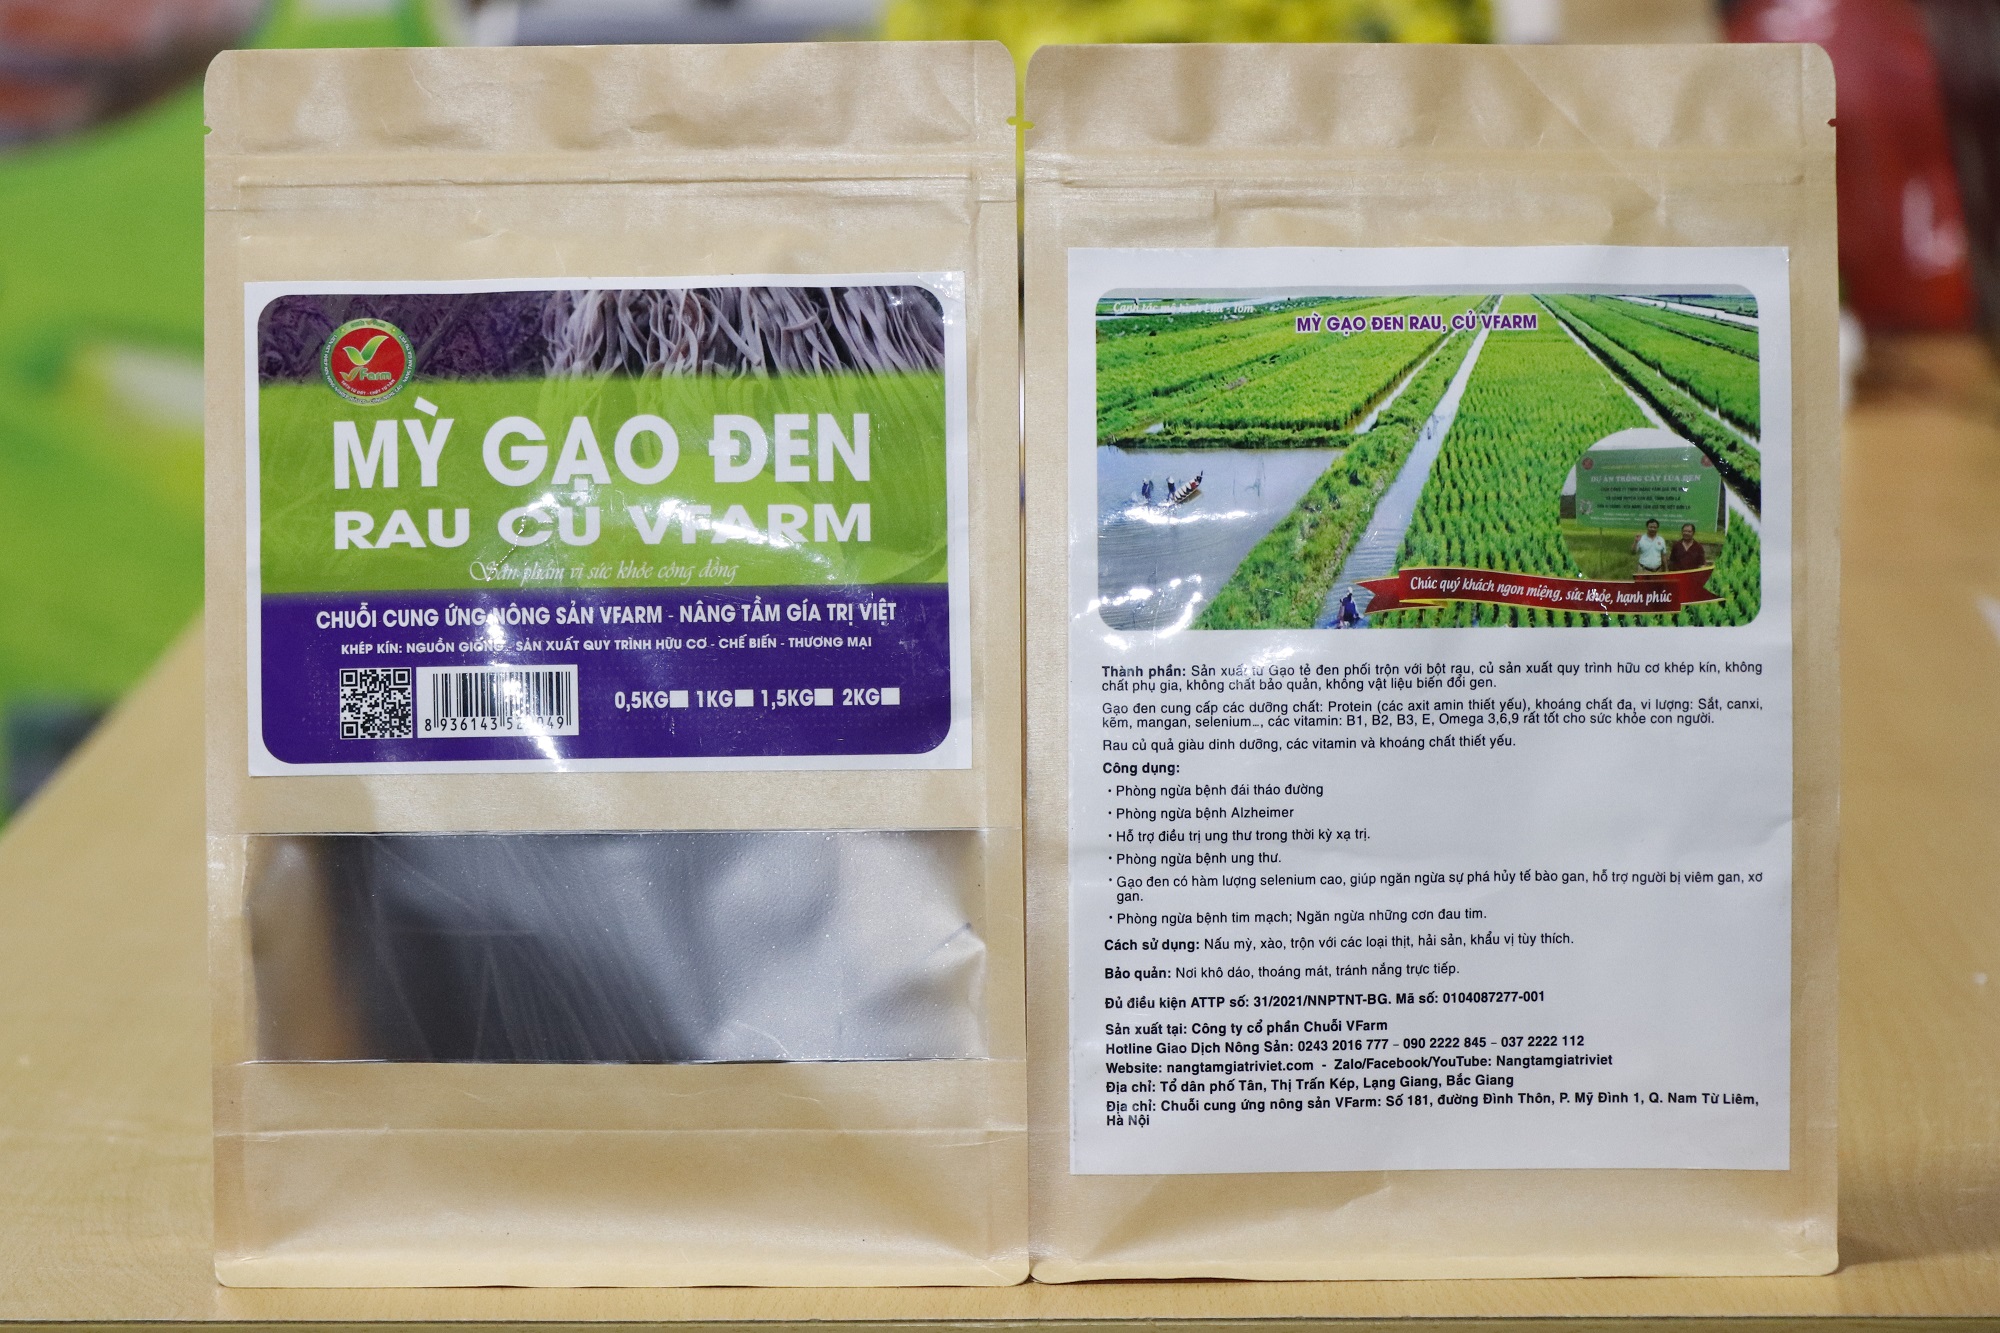 VFarm
MỲ GẠO ĐEN
RAU CỦ VFARM
Sản phẩm vì sức khỏe cộng đồng
CHUỖI CUNG ỨNG NÔNG SẢN VFARM - NÂNG TẦM GÍA TRỊ VIỆT
KHÉP KÍN: NGUỒN GIỐNG - SẢN XUẤT QUY TRÌNH HỮU CƠ - CHẾ BIẾN - THƯƠNG MẠI
0,5KG 1KG 1,5KG 2KG
Canh tác mô hình Lúa - Tôm
MỲ GẠO ĐEN RAU, CỦ VFARM
DỰ ÁN TRỒNG CÂY LÚA ĐEN
Chúc quý khách ngon miệng, sức khỏe, hạnh phúc
Thành phần: Sản xuất từ Gạo tẻ đen phối trộn với bột rau, củ sản xuất quy trình hữu cơ khép kín, không
chất phụ gia, không chất bảo quản, không vật liệu biến đổi gen.
Gạo đen cung cấp các dưỡng chất: Protein (các axit amin thiết yếu), khoáng chất đa, vi lượng: Sắt, canxi,
kẽm, mangan, selenium..., các vitamin: B1, B2, B3, E, Omega 3,6,9 rất tốt cho sức khỏe con người.
Rau củ quả giàu dinh dưỡng, các vitamin và khoáng chất thiết yếu.
Công dụng:
· Phòng ngừa bệnh đái tháo đường
· Phòng ngừa bệnh Alzheimer
· Hỗ trợ điều trị ung thư trong thời kỳ xạ trị.
· Phòng ngừa bệnh ung thư.
· Gạo đen có hàm lượng selenium cao, giúp ngăn ngừa sự phá hủy tế bào gan, hỗ trợ người bị viêm gan, xơ
gan.
· Phòng ngừa bệnh tim mạch; Ngăn ngừa những cơn đau tim.
Cách sử dụng: Nấu mỳ, xào, trộn với các loại thịt, hải sản, khẩu vị tùy thích.
Bảo quản: Nơi khô dáo, thoáng mát, tránh nắng trực tiếp.
Đủ điều kiện ATTP số: 31/2021/NNPTNT-BG. Mã số: 0104087277-001
Sản xuất tại: Công ty cổ phần Chuỗi VFarm
Hotline Giao Dịch Nông Sản: 0243 2016 777 - 090 2222 845 - 037 2222 112
Website: nangtamgiatriviet.com - Zalo/Facebook/YouTube: Nangtamgiatriviet
Địa chỉ: Tổ dân phố Tân, Thị Trấn Kép, Lạng Giang, Bắc Giang
Địa chỉ: Chuỗi cung ứng nông sản VFarm: Số 181, đường Đình Thôn, P. Mỹ Đình 1, Q. Nam Từ Liêm,
Hà Nội